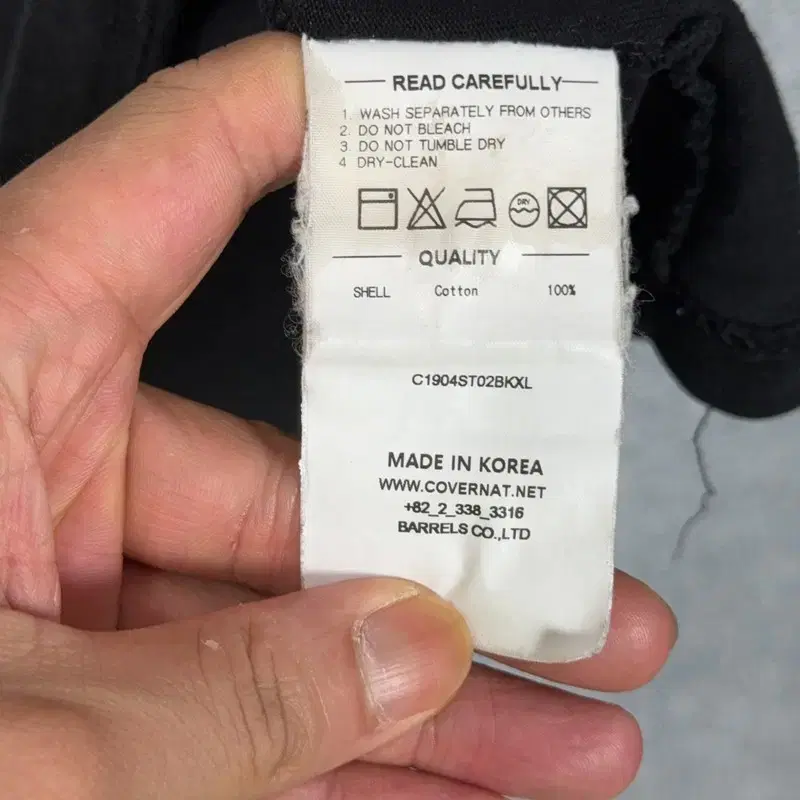 READ CAREFULLY
1. WASH SEPARATELY FROM OTHERS
2. DO NOT BLEACH
3. DO NOT TUMBLE DRY
4 DRY-CLEAN
DRY
QUALITY
SHELL Cotton 100%
C1904ST02BKXL
MADE IN KOREA
WWW.COVERNAT.NET
+82_2_338_3316
BARRELS CO.,LTD